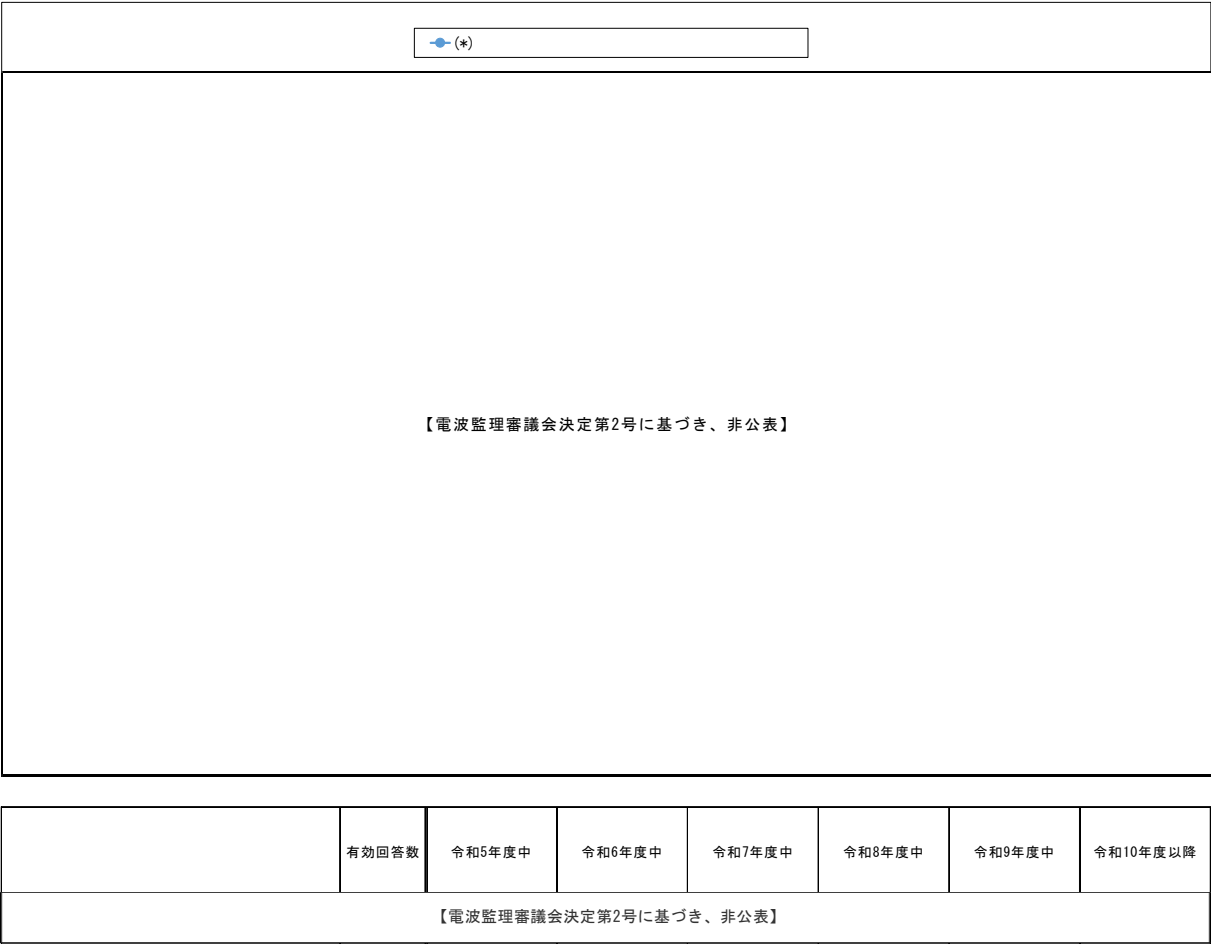 (*)
【電波監理審議会決定第2号に基づき、非公表】
有効回答数 令和5年度中 令和6年度中 令和7年度中 令和8年度中 令和9年度中 令和10年度以降
【電波監理審議会決定第2号に基づき、非公表】